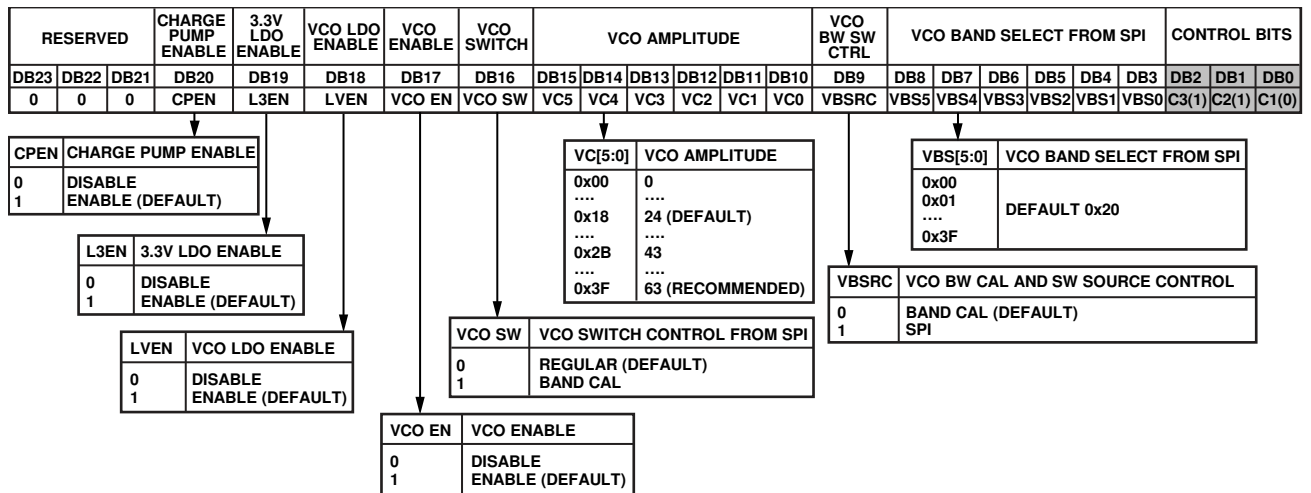 RESERVED
CHARGE PUMP ENABLE
3.3V LDO ENABLE
VCO LDO ENABLE
VCO ENABLE
VCO SWITCH
VCO AMPLITUDE
VCO BW SW CTRL
VCO BAND SELECT FROM SPI
CONTROL BITS
DB23 DB22 DB21 DB20 DB19 DB18 DB17 DB16 DB15 DB14 DB13 DB12 DB11 DB10 DB9 DB8 DB7 DB6 DB5 DB4 DB3 DB2 DB1 DB0
0 0 0 CPEN L3EN LVEN VCO EN VCO SW VC5 VC4 VC3 VC2 VC1 VC0 VBSRC VBS5 VBS4 VBS3 VBS2 VBS1 VBS0 C3(1) C2(1) C1(0)
CPEN CHARGE PUMP ENABLE
0 DISABLE
1 ENABLE (DEFAULT)
L3EN 3.3V LDO ENABLE
0 DISABLE
1 ENABLE (DEFAULT)
LVEN VCO LDO ENABLE
0 DISABLE
1 ENABLE (DEFAULT)
VCO EN VCO ENABLE
0 DISABLE
1 ENABLE (DEFAULT)
VCO SW VCO SWITCH CONTROL FROM SPI
0 REGULAR (DEFAULT)
1 BAND CAL
VC[5:0] VCO AMPLITUDE
0x00 0
.... ....
0x18 24 (DEFAULT)
.... ....
0x2B 43
.... ....
0x3F 63 (RECOMMENDED)
VBSRC VCO BW CAL AND SW SOURCE CONTROL
0 BAND CAL (DEFAULT)
1 SPI
VBS[5:0] VCO BAND SELECT FROM SPI
0x00
0x01
....
0x3F
DEFAULT 0x20